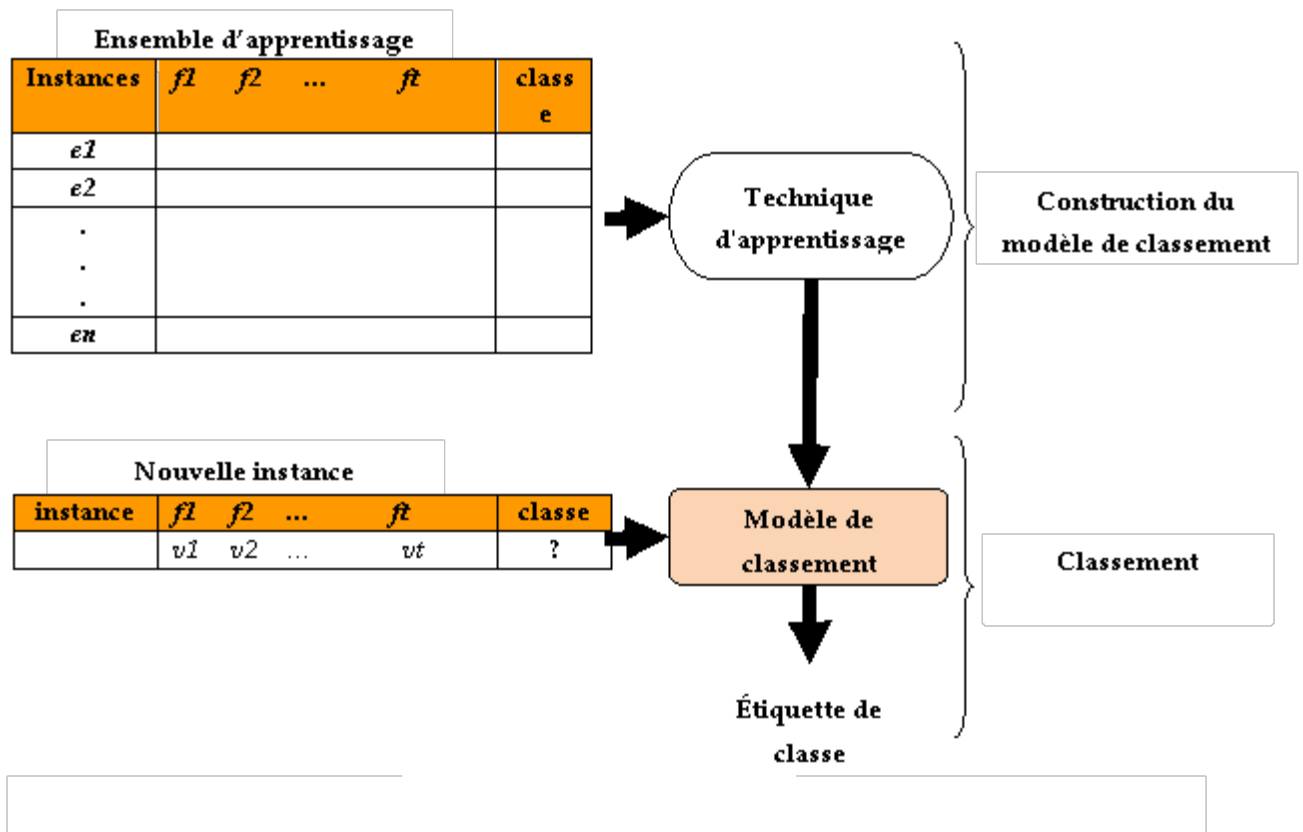 Ensemble d'apprentissage
Instances f1 f2 ... ft class
e
e1
e2
.
.
.
en
Technique
d'apprentissage
Construction du
modèle de classement
Nouvelle instance
instance f1 f2 ... ft classe
v1 v2 ... vt ?
Modèle de
classement
Classement
Étiquette de
classe